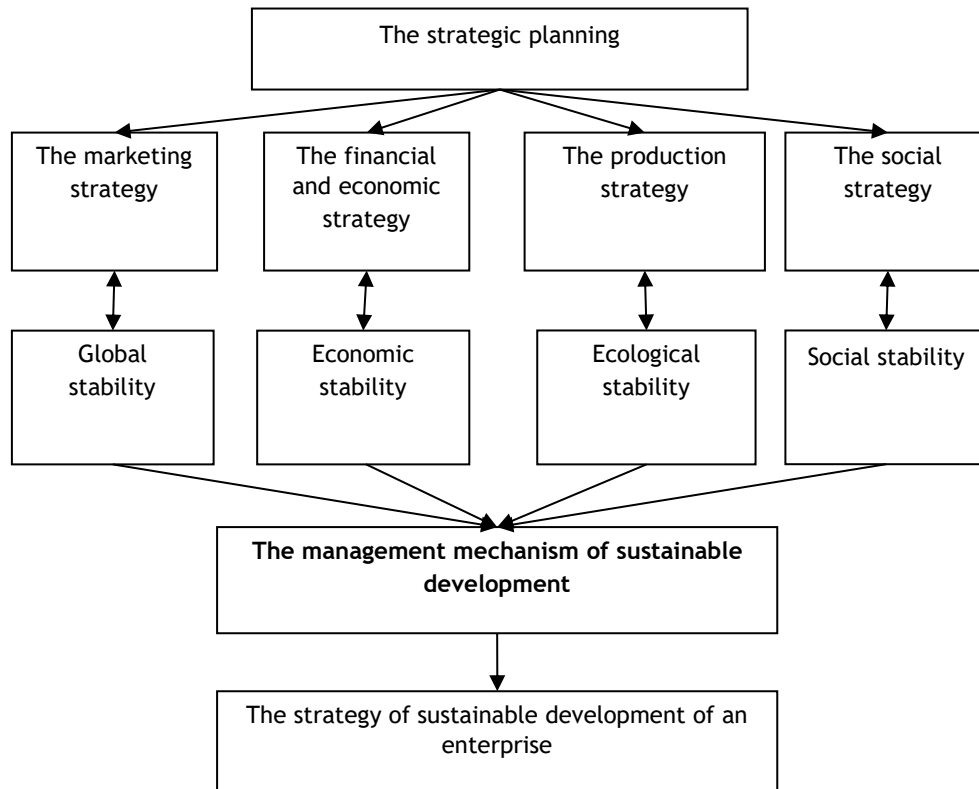 The strategic planning
The marketing
strategy
The financial
and economic
strategy
The production
strategy
The social
strategy
Global
stability
Economic
stability
Ecological
stability
Social stability
The management mechanism of sustainable
development
The strategy of sustainable development of an
enterprise